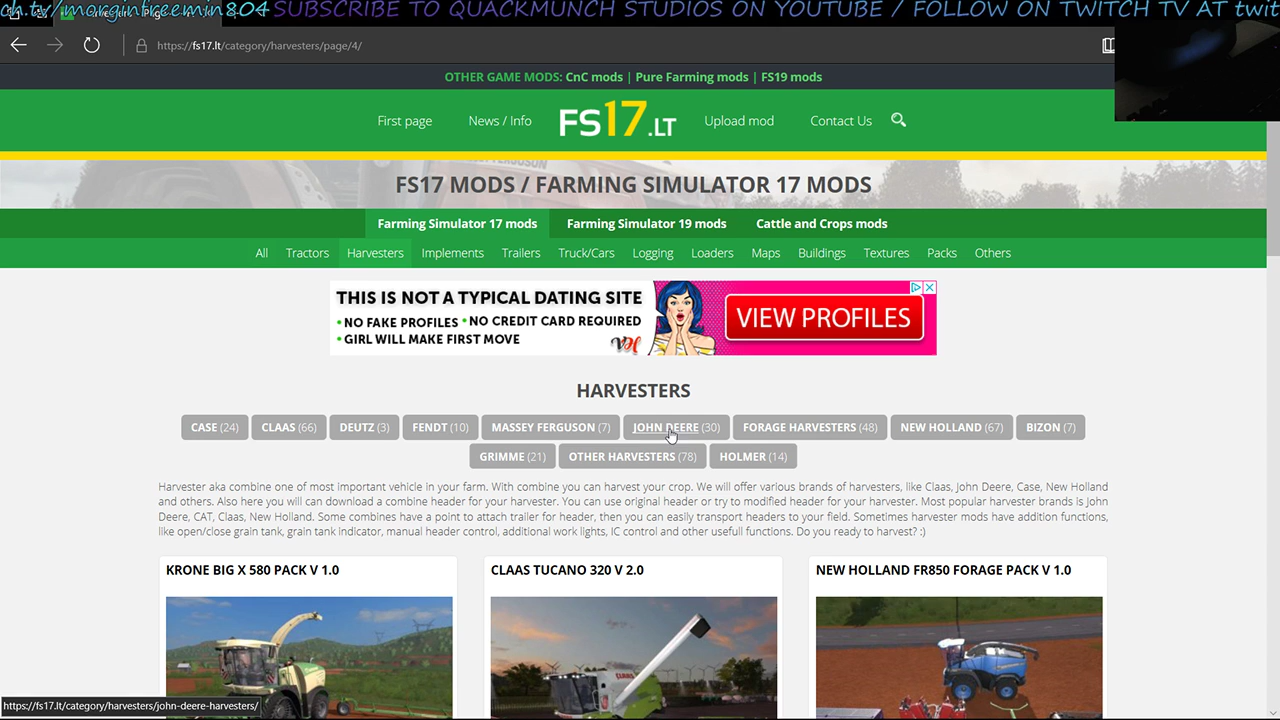 ch.tv/morginfreemin804 SUBSCRIBE TO QUACKMUNCH STUDIOS ON YOUTUBE / FOLLOW ON TWITCH TV AT twit
https://fs17.lt/category/harvesters/page/4/
OTHER GAME MODS: CnC mods | Pure Farming mods | FS19 mods
First page News / Info FS17.LT Upload mod Contact Us
FS17 MODS / FARMING SIMULATOR 17 MODS
Farming Simulator 17 mods Farming Simulator 19 mods Cattle and Crops mods
All Tractors Harvesters Implements Trailers Truck/Cars Logging Loaders Maps Buildings Textures Packs Others
THIS IS NOT A TYPICAL DATING SITE
• NO FAKE PROFILES • NO CREDIT CARD REQUIRED
• GIRL WILL MAKE FIRST MOVE
VIEW PROFILES
HARVESTERS
CASE (24) CLAAS (66) DEUTZ (3) FENDT (10) MASSEY FERGUSON (7) JOHN DEERE (30) FORAGE HARVESTERS (48) NEW HOLLAND (67) BIZON (7)
GRIMME (21) OTHER HARVESTERS (78) HOLMER (14)
Harvester aka combine one of most important vehicle in your farm. With combine you can harvest your crop. We will offer various brands of harvesters, like Claas, John Deere, Case, New Holland
and others. Also here you will can download a combine header for your harvester. You can use original header or try to modified header for your harvester. Most popular harvester brands is John
Deere, CAT, Claas, New Holland. Some combines have a point to attach trailer for header, then you can easily transport headers to your field. Sometimes harvester mods have addition functions,
like open/close grain tank, grain tank indicator, manual header control, additional work lights, IC control and other usefull functions. Do you ready to harvest? :)
KRONE BIG X 580 PACK V 1.0
CLAAS TUCANO 320 V 2.0
NEW HOLLAND FR850 FORAGE PACK V 1.0
CLAAS
https://fs17.lt/category/harvesters/john-deere-harvesters/